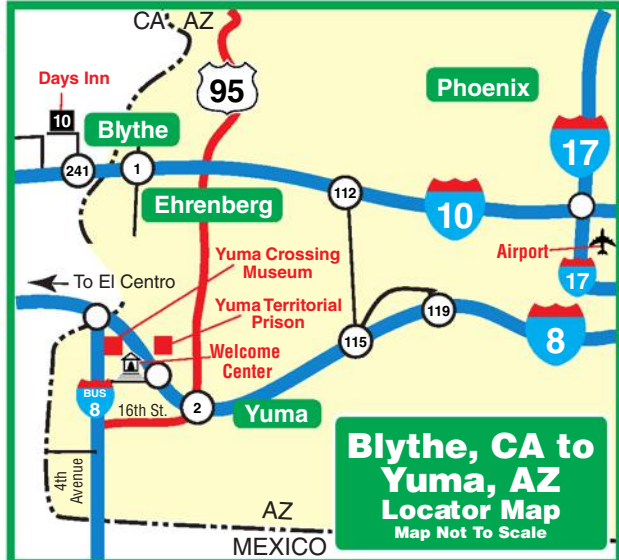 CA AZ
Days Inn
10
95
Phoenix
Blythe
17
241
1
112
Ehrenberg
10
Airport
Yuma Crossing
Museum
To El Centro
17
Yuma Territorial
Prison
119
8
115
Welcome
Center
BUS
8
16th St.
2
Yuma
4th
Avenue
Blythe, CA to
Yuma, AZ
Locator Map
Map Not To Scale
AZ
MEXICO